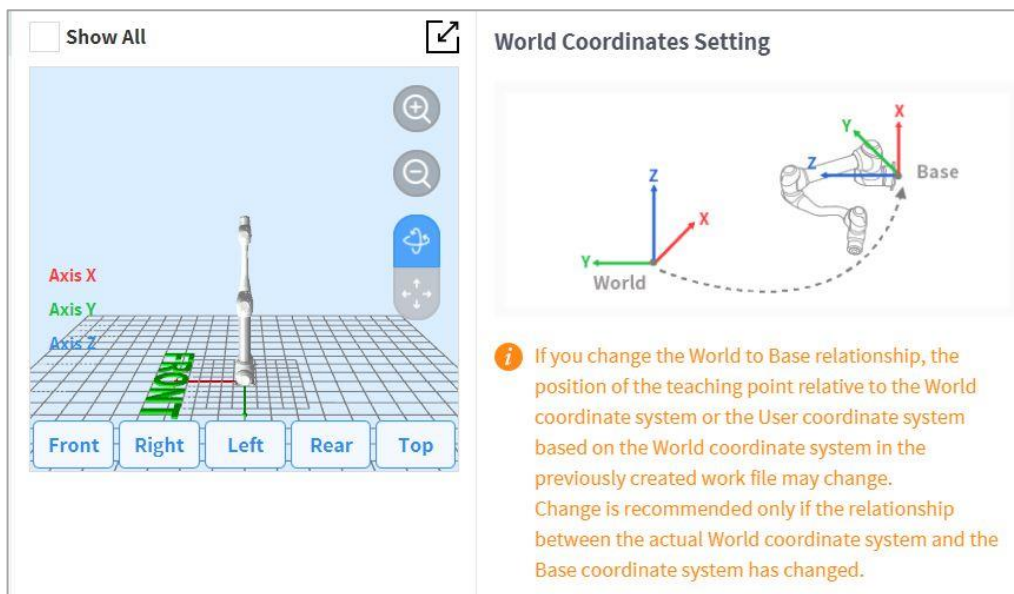 Show All
Axis X
Axis Y
Axis Z
FRONT
Front
Right
Left
Rear
Top
World Coordinates Setting
X
Y
Z
Base
Z
X
Y
World
If you change the World to Base relationship, the
position of the teaching point relative to the World
coordinate system or the User coordinate system
based on the World coordinate system in the
previously created work file may change.
Change is recommended only if the relationship
between the actual World coordinate system and the
Base coordinate system has changed.